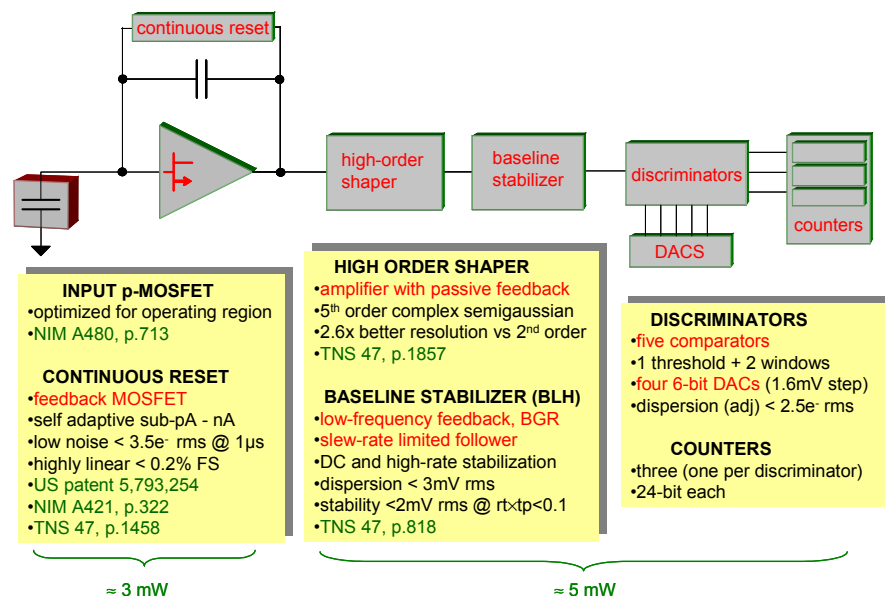 continuous reset
high-order
shaper
baseline
stabilizer
discriminators
counters
DACS
INPUT p-MOSFET
•optimized for operating region
•NIM A480, p.713
CONTINUOUS RESET
•feedback MOSFET
•self adaptive sub-pA - nA
•low noise < 3.5e- rms @ 1µs
•highly linear < 0.2% FS
•US patent 5,793,254
•NIM A421, p.322
•TNS 47, p.1458
HIGH ORDER SHAPER
•amplifier with passive feedback
•5th order complex semigaussian
•2.6x better resolution vs 2nd order
•TNS 47, p.1857
BASELINE STABILIZER (BLH)
•low-frequency feedback, BGR
•slew-rate limited follower
•DC and high-rate stabilization
•dispersion < 3mV rms
•stability <2mV rms @ rt×tp<0.1
•TNS 47, p.818
DISCRIMINATORS
•five comparators
•1 threshold + 2 windows
•four 6-bit DACs (1.6mV step)
•dispersion (adj) < 2.5e- rms
COUNTERS
•three (one per discriminator)
•24-bit each
≈ 3 mW
≈ 5 mW